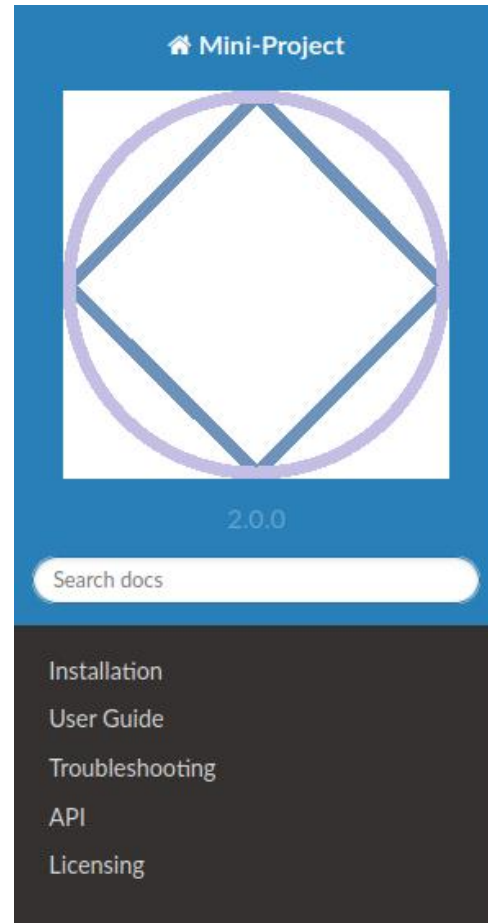 Mini-Project
2.0.0
Search docs
Installation
User Guide
Troubleshooting
API
Licensing